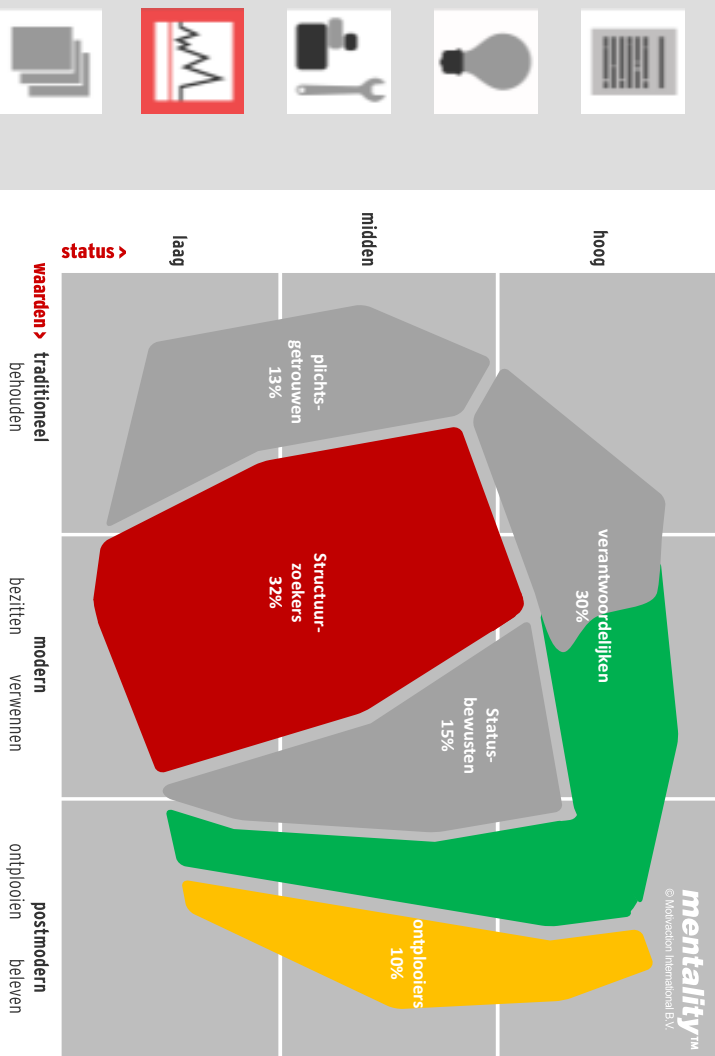 mentality™
© Motivaction International B.V.
status >
hoog
midden
laag
verantwoordelijken
30%
plichts-
getrouwen
13%
Structuur-
zoekers
32%
Status-
bewusten
15%
ontplooiers
10%
waarden > traditioneel modern postmodern
behouden bezitten verwennen ontplooien beleven